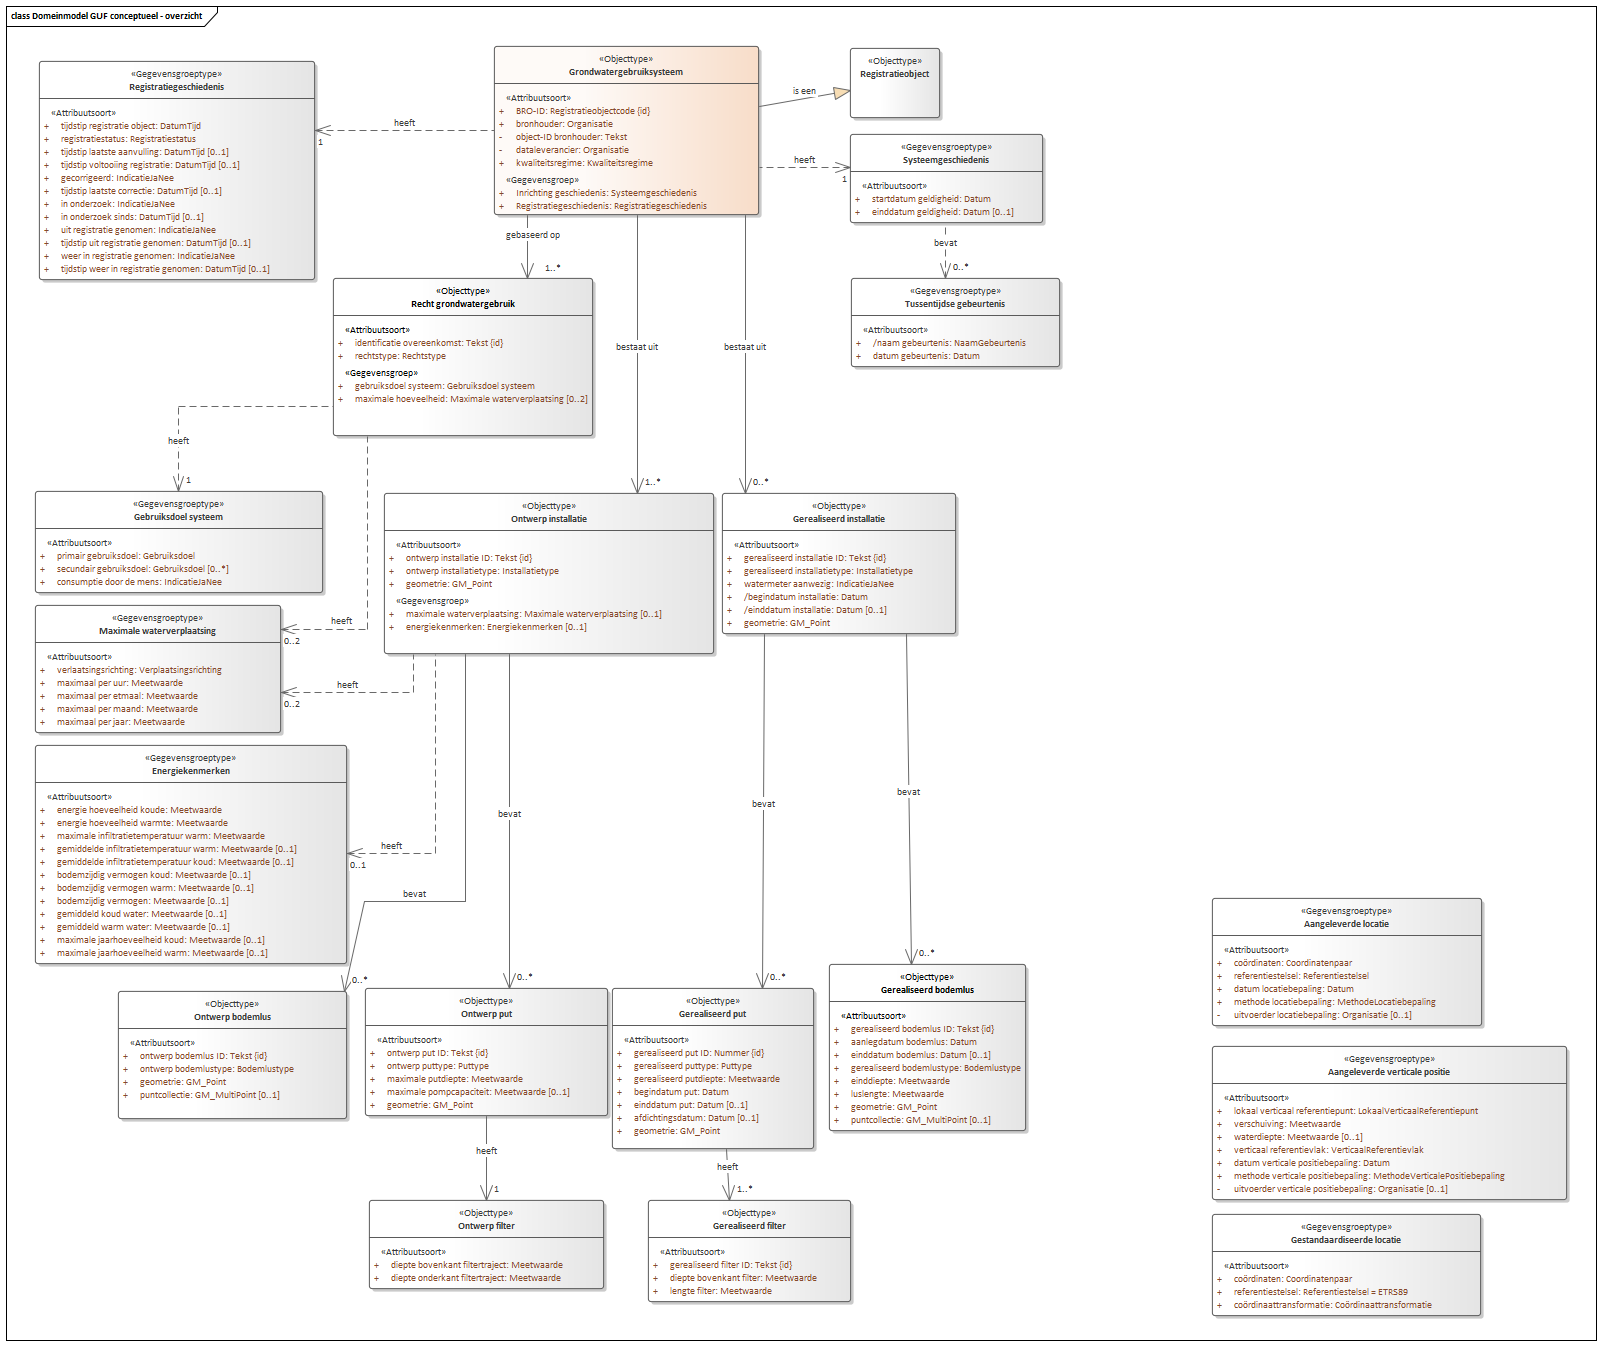 class Domeinmodel GUF conceptueel - overzicht
«Gegevensgroeptype»
Registratiegeschiedenis
«Attribuutsoort»
+ tijdstip registratie object: DatumTijd
+ registratiestatus: Registratiestatus
+ tijdstip laatste aanvulling: DatumTijd [0..1]
+ tijdstip voltooiing registratie: DatumTijd [0..1]
+ gecorrigeerd: IndicatieJaNee
+ tijdstip laatste correctie: DatumTijd [0..1]
+ in onderzoek: IndicatieJaNee
+ in onderzoek sinds: DatumTijd [0..1]
+ uit registratie genomen: IndicatieJaNee
+ tijdstip uit registratie genomen: DatumTijd [0..1]
+ weer in registratie genomen: IndicatieJaNee
+ tijdstip weer in registratie genomen: DatumTijd [0..1]
heeft
1
«Objecttype»
Grondwatergebruiksysteem
«Attribuutsoort»
+ BRO-ID: Registratieobjectcode {id}
+ bronhouder: Organisatie
- object-ID bronhouder: Tekst
- dataleverancier: Organisatie
+ kwaliteitsregime: Kwaliteitsregime
«Gegevensgroep»
+ Inrichting geschiedenis: Systeemgeschiedenis
+ Registratiegeschiedenis: Registratiegeschiedenis
is een
«Objecttype»
Registratieobject
heeft
1
«Gegevensgroeptype»
Systeemgeschiedenis
«Attribuutsoort»
+ startdatum geldigheid: Datum
+ einddatum geldigheid: Datum [0..1]
bevat
0..*
«Gegevensgroeptype»
Tussentijdse gebeurtenis
«Attribuutsoort»
+ /naam gebeurtenis: NaamGebeurtenis
+ datum gebeurtenis: Datum
gebaseerd op
1..*
«Objecttype»
Recht grondwatergebruik
«Attribuutsoort»
+ identificatie overeenkomst: Tekst {id}
+ rechtstype: Rechtstype
«Gegevensgroep»
+ gebruiksdoel systeem: Gebruiksdoel systeem
+ maximale hoeveelheid: Maximale waterverplaatsing [0..2]
bestaat uit
1..*
bestaat uit
0..*
heeft
1
«Gegevensgroeptype»
Gebruiksdoel systeem
«Attribuutsoort»
+ primair gebruiksdoel: Gebruiksdoel
+ secundair gebruiksdoel: Gebruiksdoel [0..*]
+ consumptie door de mens: IndicatieJaNee
«Objecttype»
Ontwerp installatie
«Attribuutsoort»
+ ontwerp installatie ID: Tekst {id}
+ ontwerp installatietype: Installatietype
+ geometrie: GM_Point
«Gegevensgroep»
+ maximale waterverplaatsing: Maximale waterverplaatsing [0..1]
+ energiekenmerken: Energiekenmerken [0..1]
«Objecttype»
Gerealiseerd installatie
«Attribuutsoort»
+ gerealiseerd installatie ID: Tekst {id}
+ gerealiseerd installatietype: Installatietype
+ watermeter aanwezig: IndicatieJaNee
+ /begindatum installatie: Datum
+ /einddatum installatie: Datum [0..1]
+ geometrie: GM_Point
«Gegevensgroeptype»
Maximale waterverplaatsing
«Attribuutsoort»
+ verlaatsingsrichting: Verplaatsingsrichting
+ maximaal per uur: Meetwaarde
+ maximaal per etmaal: Meetwaarde
+ maximaal per maand: Meetwaarde
+ maximaal per jaar: Meetwaarde
heeft
0..2
heeft
0..2
«Gegevensgroeptype»
Energiekenmerken
«Attribuutsoort»
+ energie hoeveelheid koude: Meetwaarde
+ energie hoeveelheid warmte: Meetwaarde
+ maximale infiltratietemperatuur warm: Meetwaarde
+ gemiddelde infiltratietemperatuur warm: Meetwaarde [0..1]
+ gemiddelde infiltratietemperatuur koud: Meetwaarde [0..1]
+ bodemzijdig vermogen koud: Meetwaarde [0..1]
+ bodemzijdig vermogen warm: Meetwaarde [0..1]
+ bodemzijdig vermogen: Meetwaarde [0..1]
+ gemiddeld koud water: Meetwaarde [0..1]
+ gemiddeld warm water: Meetwaarde [0..1]
+ maximale jaarhoeveelheid koud: Meetwaarde [0..1]
+ maximale jaarhoeveelheid warm: Meetwaarde [0..1]
heeft
0..1
bevat
0..*
bevat
0..*
bevat
0..*
bevat
0..*
«Objecttype»
Ontwerp bodemlus
«Attribuutsoort»
+ ontwerp bodemlus ID: Tekst {id}
+ ontwerp bodemlustype: Bodemlustype
+ geometrie: GM_Point
+ puntcollectie: GM_MultiPoint [0..1]
«Objecttype»
Ontwerp put
«Attribuutsoort»
+ ontwerp put ID: Tekst {id}
+ ontwerp puttype: Puttype
+ maximale putdiepte: Meetwaarde
+ maximale pompcapaciteit: Meetwaarde [0..1]
+ geometrie: GM_Point
«Objecttype»
Gerealiseerd put
«Attribuutsoort»
+ gerealiseerd put ID: Nummer {id}
+ gerealiseerd puttype: Puttype
+ gerealiseerd putdiepte: Meetwaarde
+ begindatum put: Datum
+ einddatum put: Datum [0..1]
+ afdichtingsdatum: Datum [0..1]
+ geometrie: GM_Point
«Objecttype»
Gerealiseerd bodemlus
«Attribuutsoort»
+ gerealiseerd bodemlus ID: Tekst {id}
+ aanlegdatum bodemlus: Datum
+ einddatum bodemlus: Datum [0..1]
+ gerealiseerd bodemlustype: Bodemlustype
+ einddiepte: Meetwaarde
+ luslengte: Meetwaarde
+ geometrie: GM_Point
+ puntcollectie: GM_MultiPoint [0..1]
heeft
1
«Objecttype»
Ontwerp filter
«Attribuutsoort»
+ diepte bovenkant filtertraject: Meetwaarde
+ diepte onderkant filtertraject: Meetwaarde
heeft
1..*
«Objecttype»
Gerealiseerd filter
«Attribuutsoort»
+ gerealiseerd filter ID: Tekst {id}
+ diepte bovenkant filter: Meetwaarde
+ lengte filter: Meetwaarde
«Gegevensgroeptype»
Aangeleverde locatie
«Attribuutsoort»
+ coördinaten: Coordinatenpaar
+ referentiestelsel: Referentiestelsel
+ datum locatiebepaling: Datum
+ methode locatiebepaling: MethodeLocatiebepaling
- uitvoerder locatiebepaling: Organisatie [0..1]
«Gegevensgroeptype»
Aangeleverde verticale positie
«Attribuutsoort»
+ lokaal verticaal referentiepunt: LokaalVerticaalReferentiepunt
+ verschuiving: Meetwaarde
+ waterdiepte: Meetwaarde [0..1]
+ verticaal referentievlak: VerticaalReferentievlak
+ datum verticale positiebepaling: Datum
+ methode verticale positiebepaling: MethodeVerticalePositiebepaling
- uitvoerder verticale positiebepaling: Organisatie [0..1]
«Gegevensgroeptype»
Gestandaardiseerde locatie
«Attribuutsoort»
+ coördinaten: Coordinatenpaar
+ referentiestelsel: Referentiestelsel = ETRS89
+ coördinaattransformatie: Coördinaattransformatie